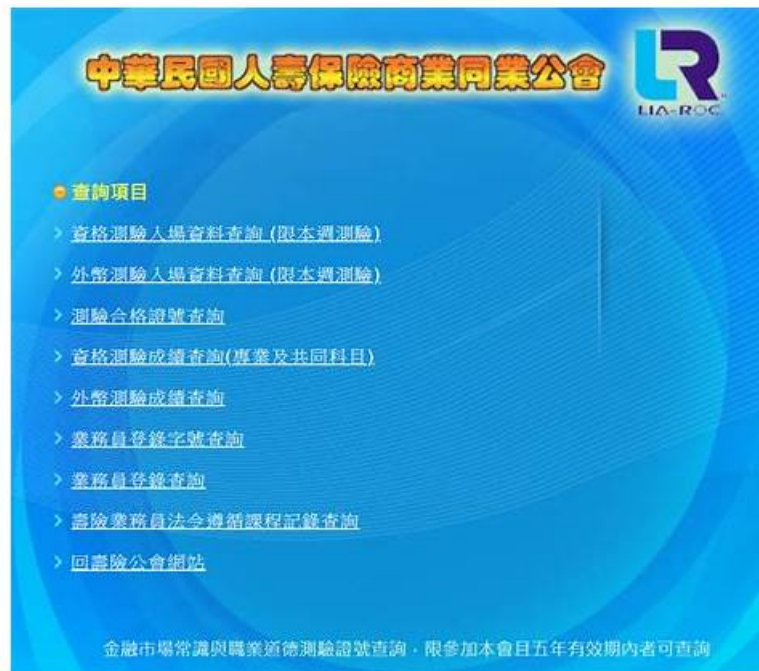 中華民國人壽保險商業同業公會
LIA-ROC
查詢項目
資格測驗入場資料查詢 (限本週測驗)
外幣測驗入場資料查詢 (限本週測驗)
測驗合格證號查詢
資格測驗成績查詢(專業及共同科目)
外幣測驗成績查詢
業務員登錄字號查詢
業務員登錄查詢
壽險業務員法令遵循課程記錄查詢
回壽險公會網站
金融市場常識與職業道德測驗證號查詢，限參加本會目五年有效期內者可查詢